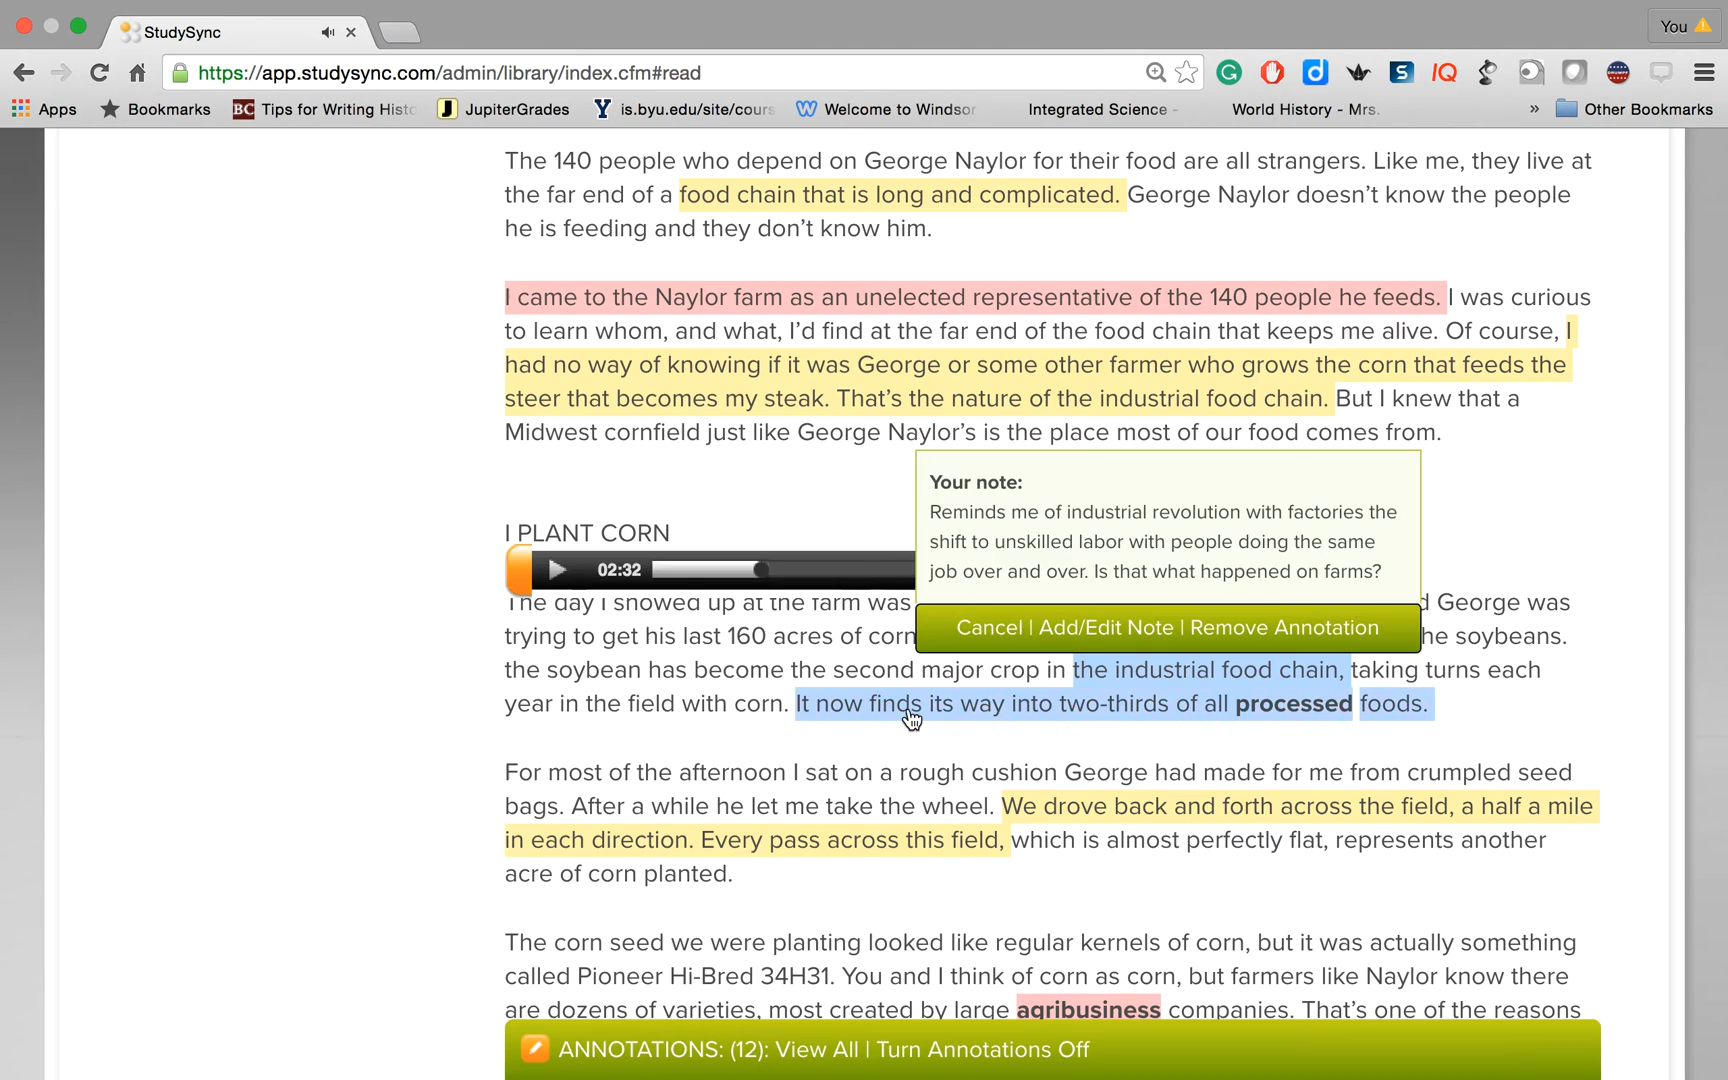 StudySync
You
https://app.studysync.com/admin/library/index.cfm#read
Apps Bookmarks BC Tips for Writing Histo J JupiterGrades Y is.byu.edu/site/cours W Welcome to Windsor Integrated Science - World History - Mrs. » Other Bookmarks
The 140 people who depend on George Naylor for their food are all strangers. Like me, they live at
the far end of a food chain that is long and complicated. George Naylor doesn’t know the people
he is feeding and they don’t know him.
I came to the Naylor farm as an unelected representative of the 140 people he feeds. I was curious
to learn whom, and what, I’d find at the far end of the food chain that keeps me alive. Of course, I
had no way of knowing if it was George or some other farmer who grows the corn that feeds the
steer that becomes my steak. That’s the nature of the industrial food chain. But I knew that a
Midwest cornfield just like George Naylor’s is the place most of our food comes from.
Your note:
Reminds me of industrial revolution with factories the
shift to unskilled labor with people doing the same
job over and over. Is that what happened on farms?
Cancel | Add/Edit Note | Remove Annotation
I PLANT CORN
02:32
The day I showed up at the farm was George was
trying to get his last 160 acres of corn he soybeans.
the soybean has become the second major crop in the industrial food chain, taking turns each
year in the field with corn. It now finds its way into two-thirds of all processed foods.
For most of the afternoon I sat on a rough cushion George had made for me from crumpled seed
bags. After a while he let me take the wheel. We drove back and forth across the field, a half a mile
in each direction. Every pass across this field, which is almost perfectly flat, represents another
acre of corn planted.
The corn seed we were planting looked like regular kernels of corn, but it was actually something
called Pioneer Hi-Bred 34H31. You and I think of corn as corn, but farmers like Naylor know there
are dozens of varieties, most created by large agribusiness companies. That’s one of the reasons
ANNOTATIONS: (12): View All | Turn Annotations Off